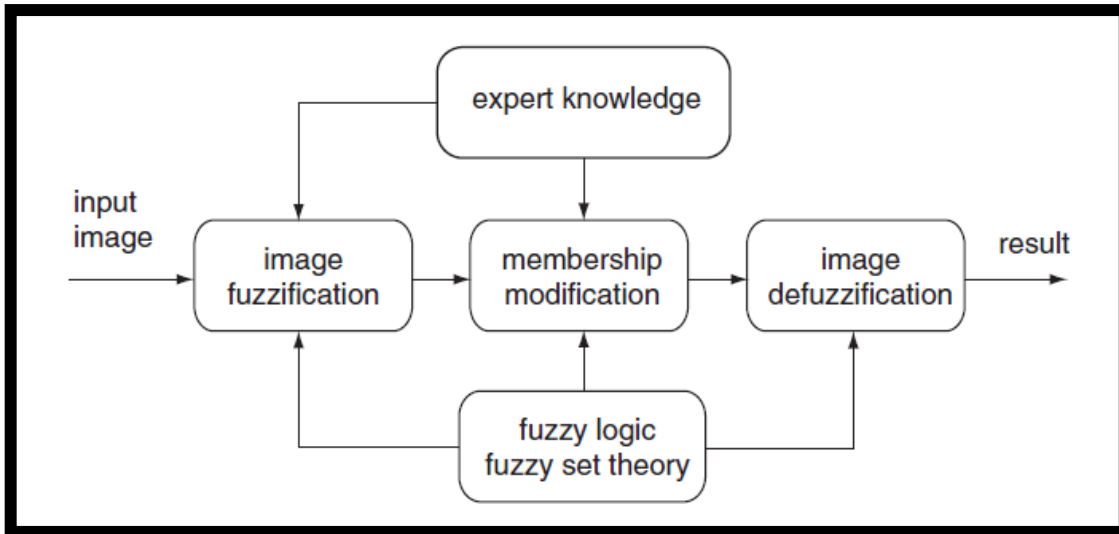 expert knowledge
input
image
image
fuzzification
membership
modification
image
defuzzification
result
fuzzy logic
fuzzy set theory